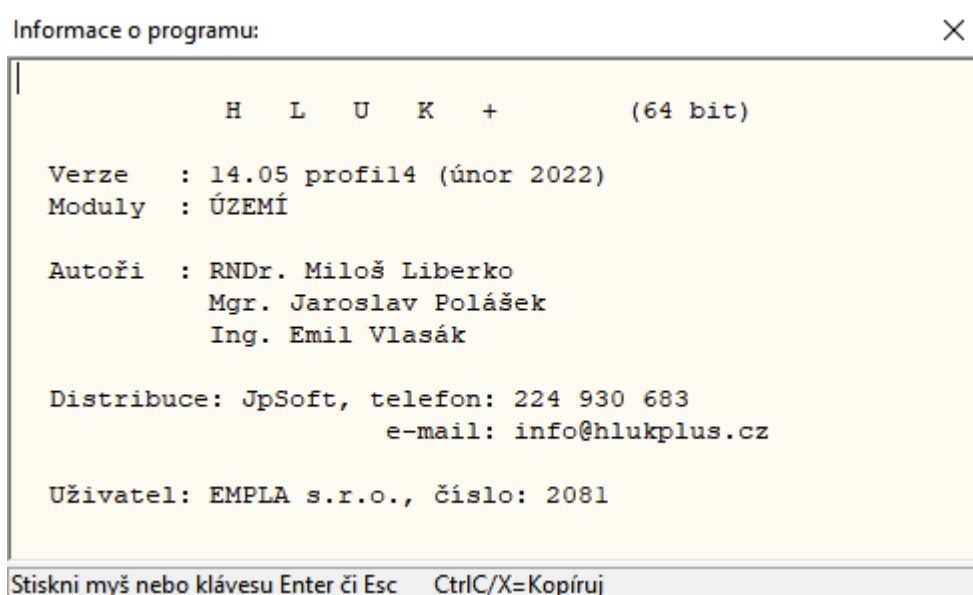 Informace o programu:
H L U K + (64 bit)
Verze : 14.05 profil4 (únor 2022)
Moduly : ÚZEMÍ
Autoři : RNDr. Miloš Liberko
Mgr. Jaroslav Polášek
Ing. Emil Vlasák
Distribuce: JpSoft, telefon: 224 930 683
e-mail: info@hlukplus.cz
Uživatel: EMPLA s.r.o., číslo: 2081
Stiskni myš nebo klávesu Enter či Esc CtrlC/X=Kopíruj